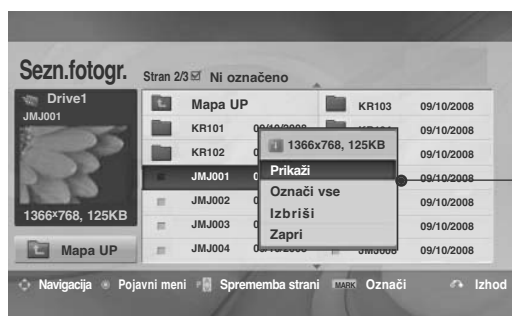 Sezn.fotogr. Stran 2/3 Ni označeno
Drive1
JMJ001
1366x768, 125KB
Mapa UP
Mapa UP KR103 09/10/2008
KR101 09/10/2008
KR102 09/10/2008
JMJ001 09/10/2008
JMJ002 09/10/2008
JMJ003 09/10/2008
JMJ004 JMJ008 09/10/2008
1366x768, 125KB
Prikaži
Označi vse
Izbriši
Zapri
Navigacija Pojavni meni Sprememba strani MARK Označi Izhod